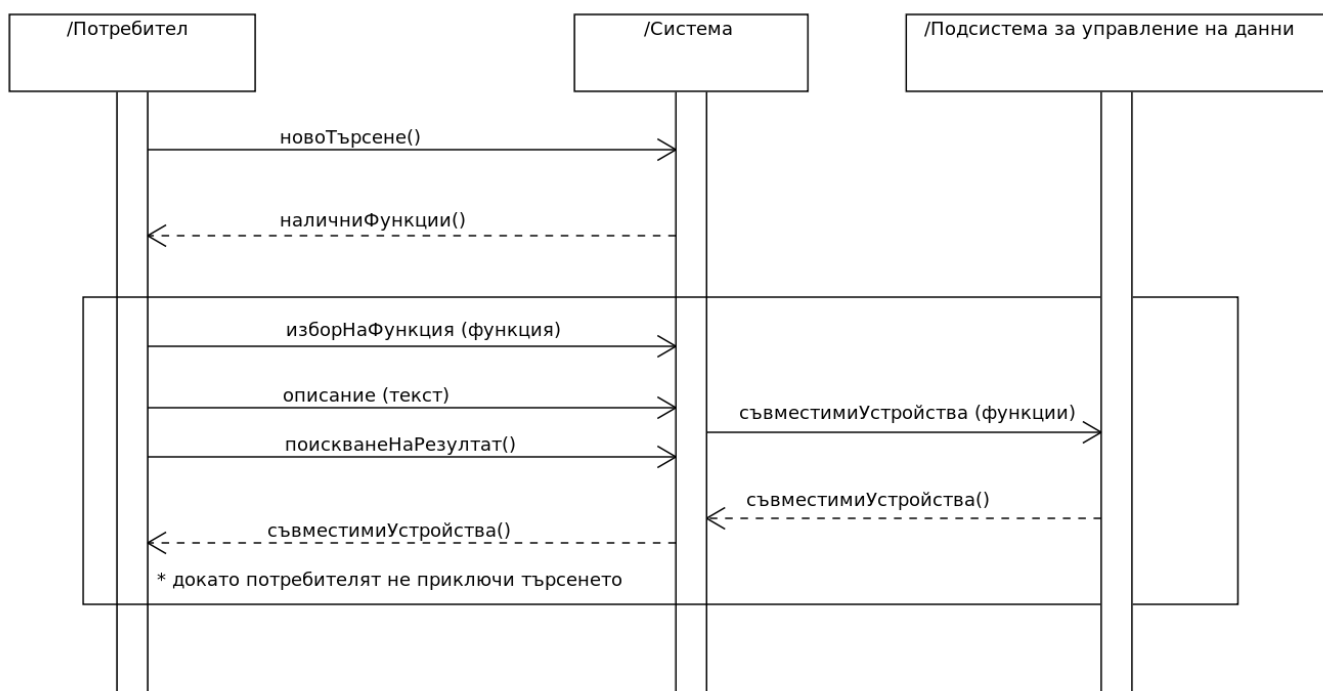 /Потребител
/Система
/Подсистема за управление на данни
новоТърсене()
наличниФункции()
изборНаФункция (функция)
описание (текст)
съвместимиУстройства (функции)
поискванеНаРезултат()
съвместимиУстройства()
съвместимиУстройства()
* докато потребителят не приключи търсенето